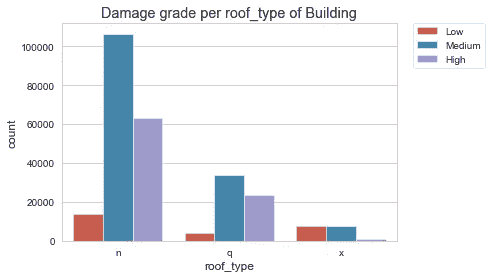 Damage grade per roof_type of Building
Low
Medium
High
100000
80000
60000
40000
20000
0
count
n q x
roof_type